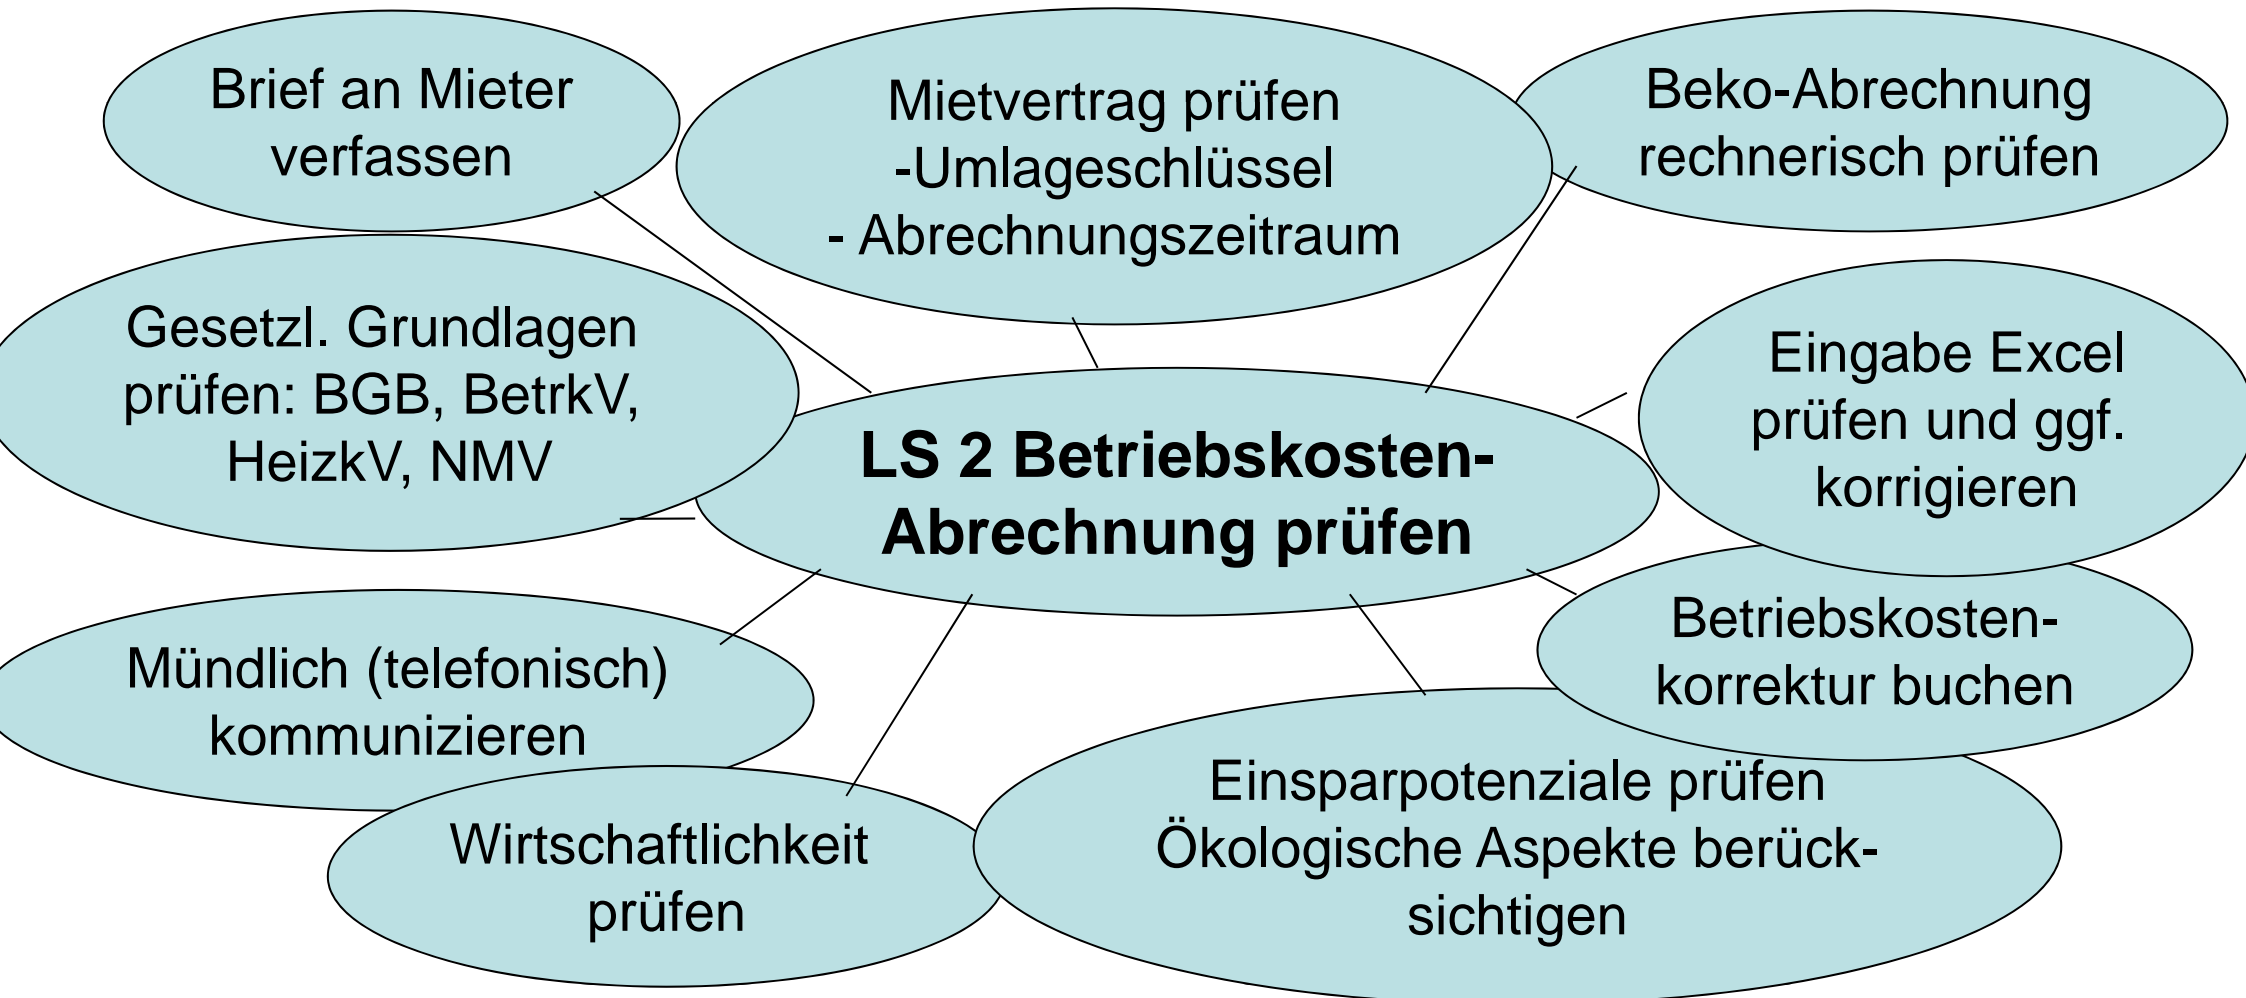 Brief an Mieter
verfassen
Mietvertrag prüfen
-Umlageschlüssel
- Abrechnungszeitraum
Beko-Abrechnung
rechnerisch prüfen
Gesetzl. Grundlagen
prüfen: BGB, BetrkV,
HeizkV, NMV
LS 2 Betriebskosten-
Abrechnung prüfen
Eingabe Excel
prüfen und ggf.
korrigieren
Mündlich (telefonisch)
kommunizieren
Betriebskosten-
korrektur buchen
Wirtschaftlichkeit
prüfen
Einsparpotenziale prüfen
Ökologische Aspekte berück-
sichtigen